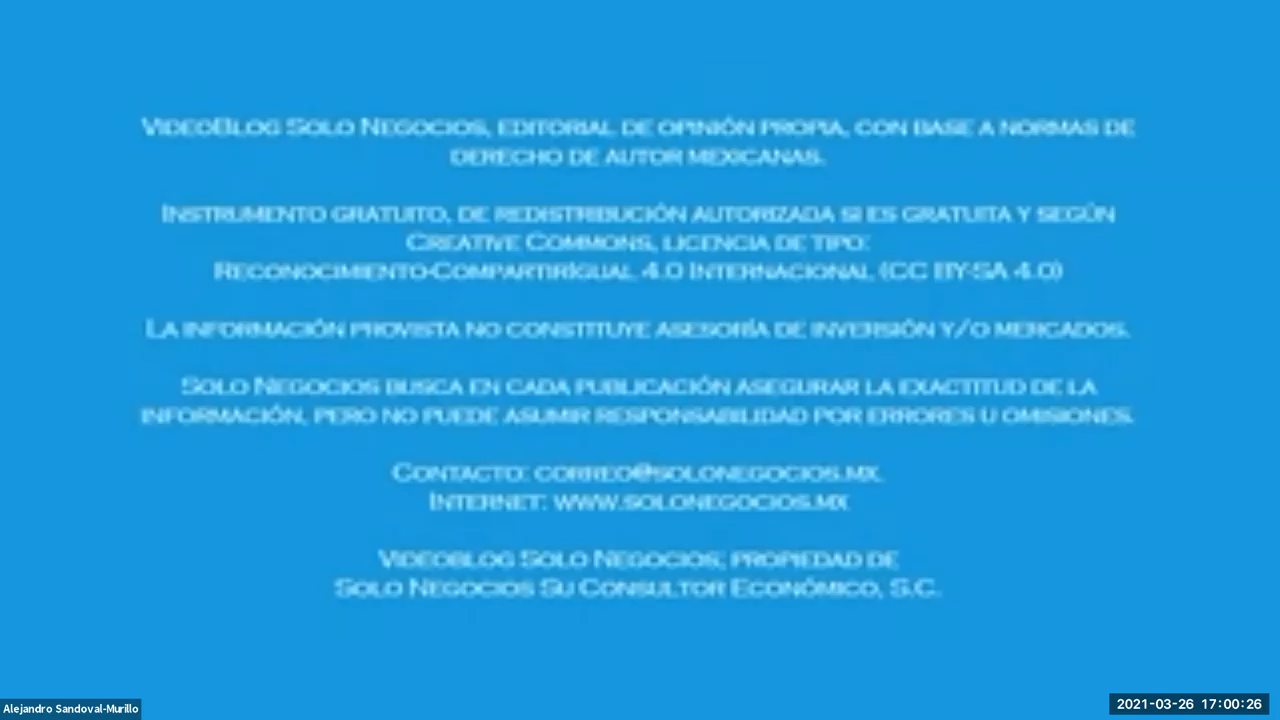 VideoBlog Solo Negocios, editorial de opinión propia, con base a normas de
derecho de autor mexicanas.
Instrumento gratuito, de redistribución autorizada si es gratuita y según
Creative Commons, licencia de tipo:
Reconocimiento-CompartirIgual 4.0 Internacional (CC BY-SA 4.0)
La información provista no constituye asesoría de inversión y/o mercados.
Solo Negocios busca en cada publicación asegurar la exactitud de la
información, pero no puede asumir responsabilidad por errores u omisiones.
Contacto: correo@solonegocios.mx.
Internet: www.solonegocios.mx
Videoblog Solo Negocios; propiedad de
Solo Negocios Su Consultor Económico, S.C.
Alejandro Sandoval-Murillo
2021-03-26 17:00:26